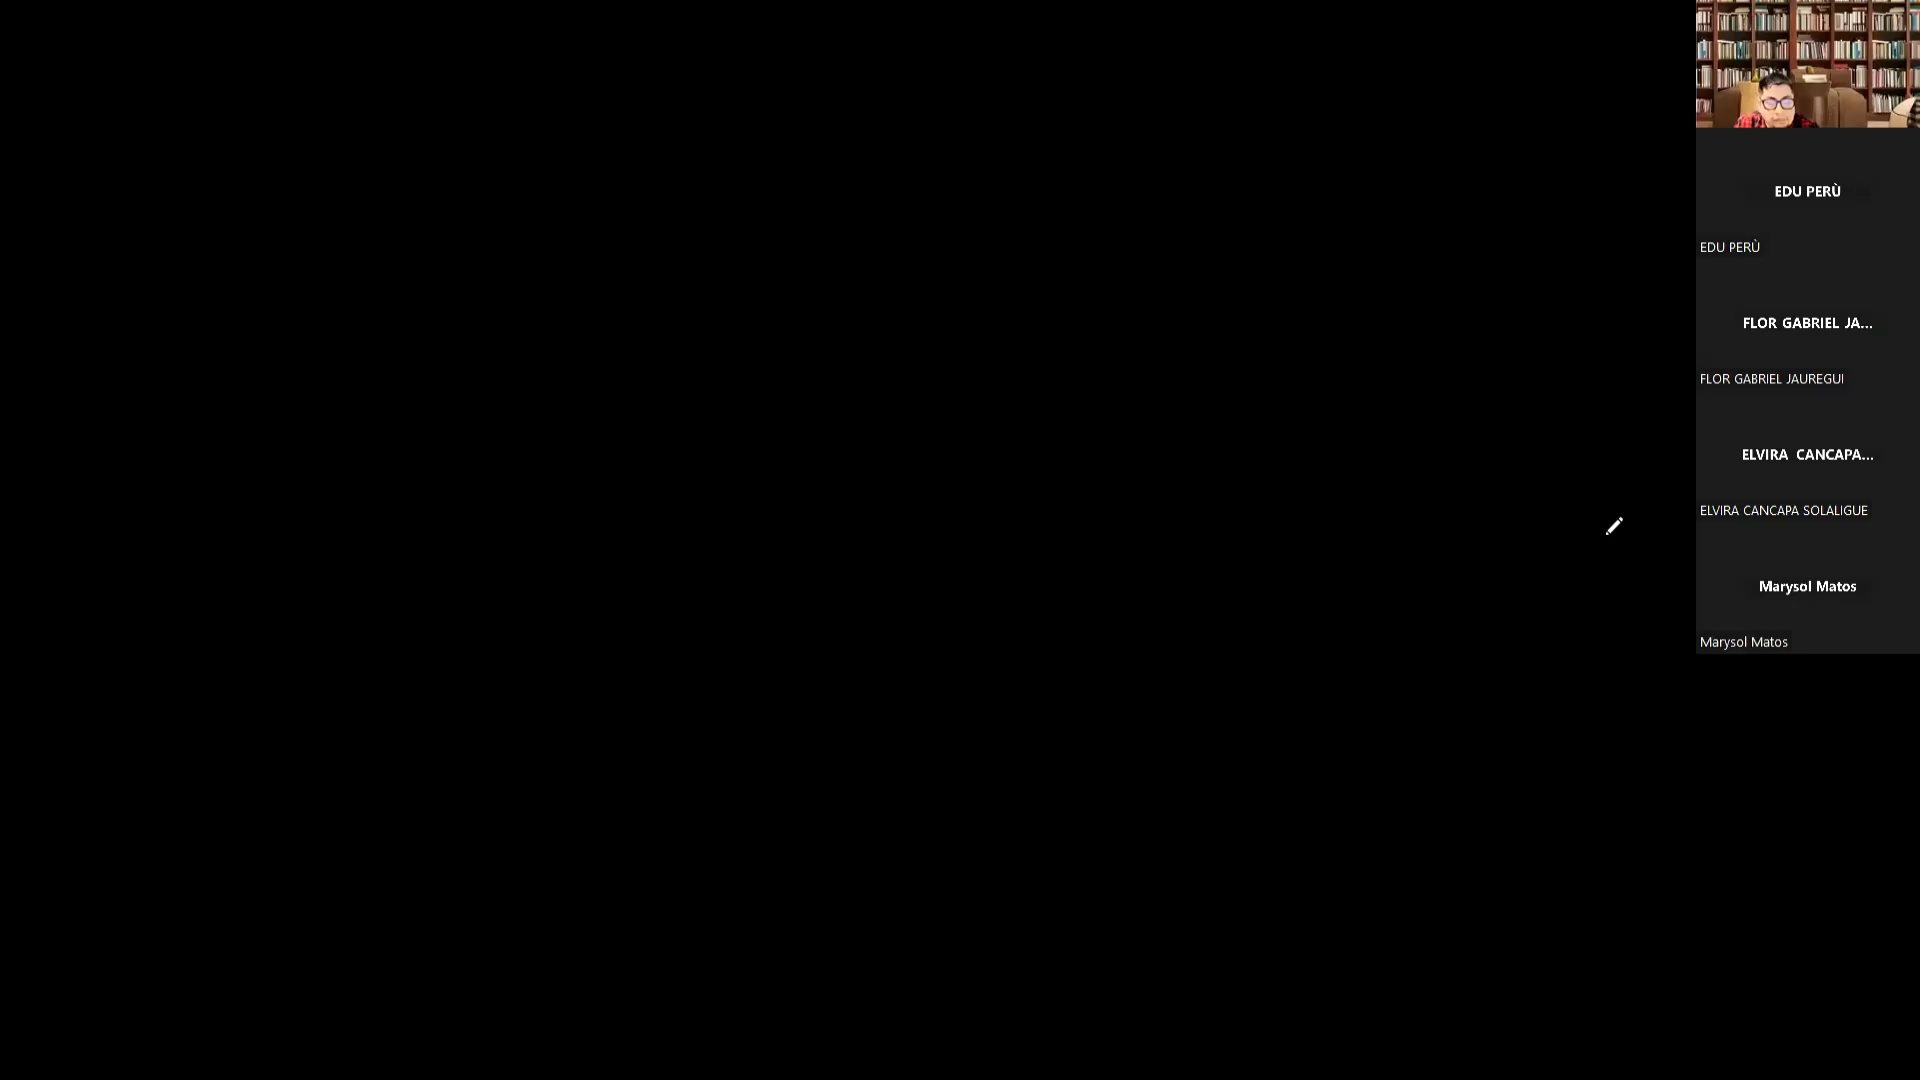 EDU PERÙ
EDU PERÙ
FLOR GABRIEL JA...
FLOR GABRIEL JAUREGUI
ELVIRA CANCAPA...
ELVIRA CANCAPA SOLALIGUE
Marysol Matos
Marysol Matos